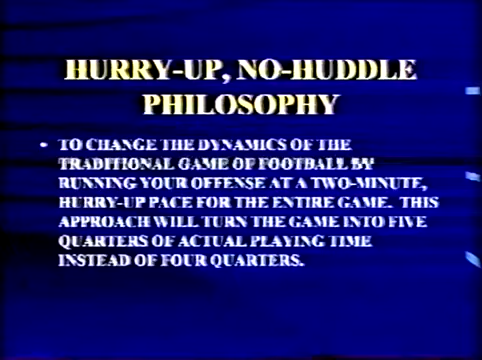 HURRY-UP, NO-HUDDLE
PHILOSOPHY
• TO CHANGE THE DYNAMICS OF THE
TRADITIONAL GAME OF FOOTBALL BY
RUNNING YOUR OFFENSE AT A TWO-MINUTE,
HURRY-UP PACE FOR THE ENTIRE GAME. THIS
APPROACH WILL TURN THE GAME INTO FIVE
QUARTERS OF ACTUAL PLAYING TIME
INSTEAD OF FOUR QUARTERS.